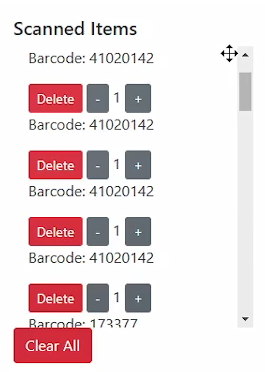 Scanned Items
Barcode: 41020142
Delete - 1 +
Barcode: 41020142
Delete - 1 +
Barcode: 41020142
Delete - 1 +
Barcode: 41020142
Delete - 1 +
Barcode: 173377
Clear All